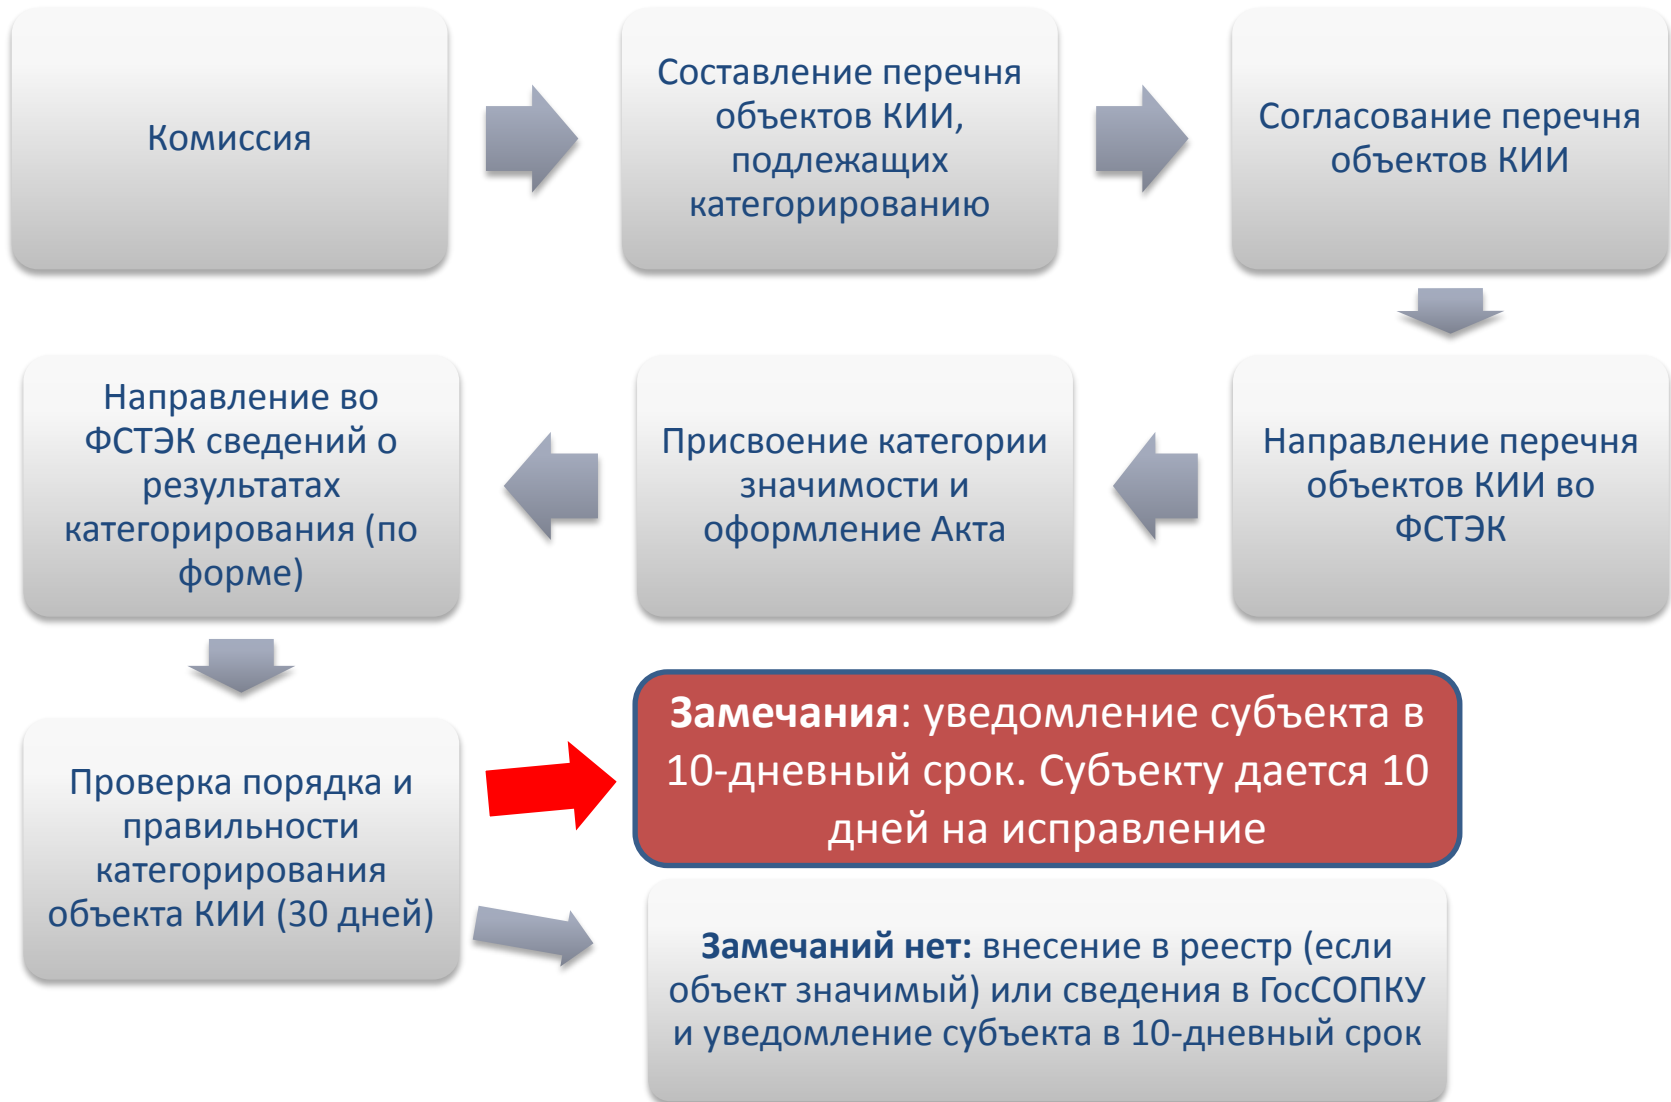 Комиссия
Составление перечня
объектов КИИ,
подлежащих
категорированию
Согласование перечня
объектов КИИ
Направление перечня
объектов КИИ во
ФСТЭК
Присвоение категории
значимости и
оформление Акта
Направление во
ФСТЭК сведений о
результатах
категорирования (по
форме)
Проверка порядка и
правильности
категорирования
объекта КИИ (30 дней)
Замечания: уведомление субъекта в
10-дневный срок. Субъекту дается 10
дней на исправление
Замечаний нет: внесение в реестр (если
объект значимый) или сведения в ГосСОПКУ
и уведомление субъекта в 10-дневный срок